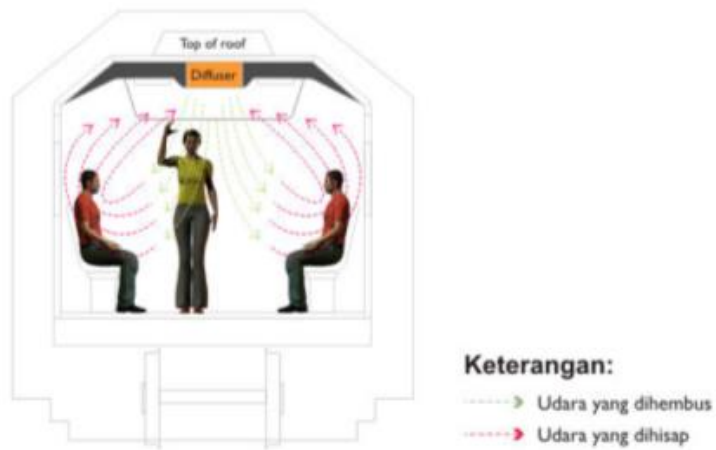 Top of roof
Diffuser
Keterangan:
Udara yang dihembus
Udara yang dihisap